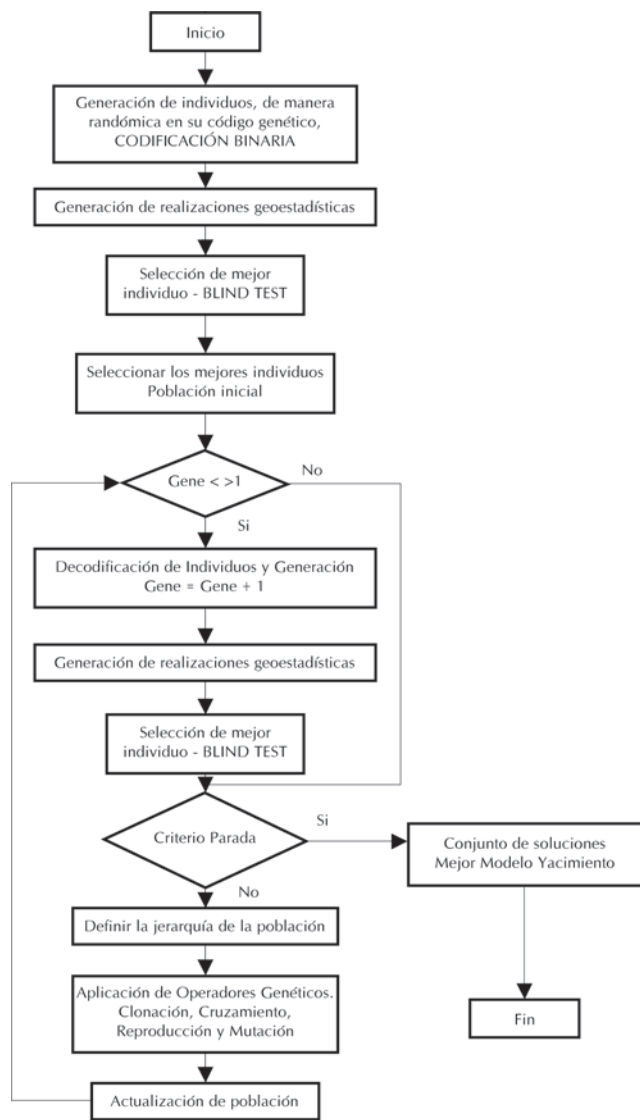 Inicio
Generación de individuos, de manera
randómica en su código genético,
CODIFICACIÓN BINARIA
Generación de realizaciones geoestadísticas
Selección de mejor
individuo - BLIND TEST
Seleccionar los mejores individuos
Población inicial
Gene < >1
No
Si
Decodificación de Individuos y Generación
Gene = Gene + 1
Generación de realizaciones geoestadísticas
Selección de mejor
individuo - BLIND TEST
Criterio Parada
Si
Conjunto de soluciones
Mejor Modelo Yacimiento
No
Definir la jerarquía de la población
Aplicación de Operadores Genéticos.
Clonación, Cruzamiento,
Reproducción y Mutación
Fin
Actualización de población